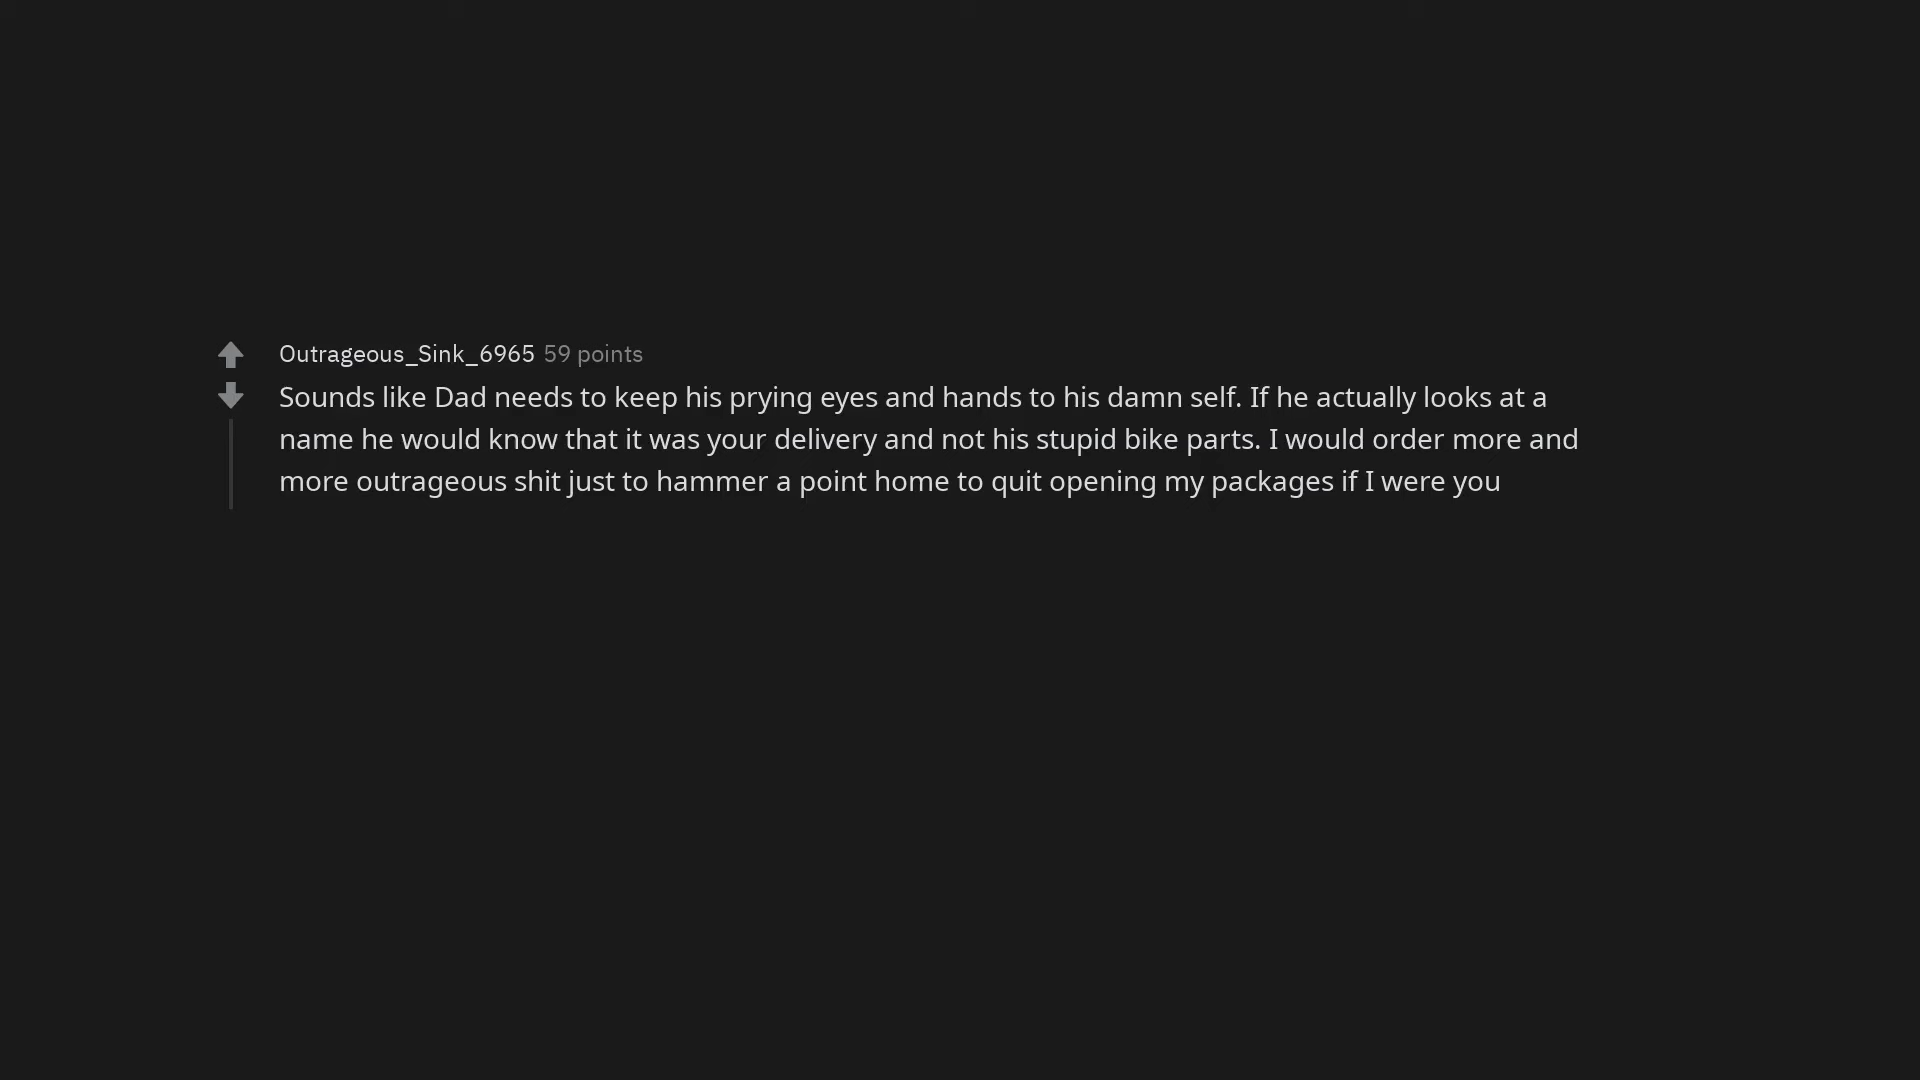 Outrageous_Sink_6965 59 points
Sounds like Dad needs to keep his prying eyes and hands to his damn self. If he actually looks at a
name he would know that it was your delivery and not his stupid bike parts. I would order more and
more outrageous shit just to hammer a point home to quit opening my packages if I were you